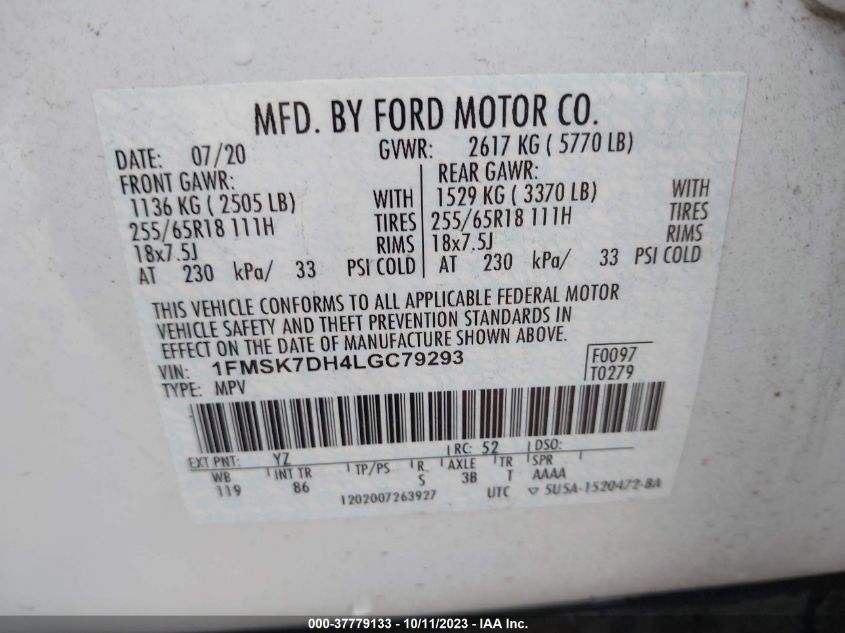 MFD. BY FORD MOTOR CO.
DATE: 07/20 GVWR: 2617 KG ( 5770 LB)
FRONT GAWR: REAR GAWR:
1136 KG ( 2505 LB) WITH 1529 KG ( 3370 LB) WITH
255/65R18 111H TIRES 255/65R18 111H TIRES
18x7.5J RIMS 18x7.5J RIMS
AT 230 kPa/ 33 PSI COLD AT 230 kPa/ 33 PSI COLD
THIS VEHICLE CONFORMS TO ALL APPLICABLE FEDERAL MOTOR
VEHICLE SAFETY AND THEFT PREVENTION STANDARDS IN
EFFECT ON THE DATE OF MANUFACTURE SHOWN ABOVE.
VIN: 1FMSK7DH4LGC79293 F0097
TYPE: MPV T0279
EXT PNT: YZ RC: 52 DSO:
WB INT TR TP/PS R AXLE TR SPR
119 86 S 3B T AAAA
1202007263927 UTC ▽ 5U5A-1520472-BA
000-37779133 - 10/11/2023 - IAA Inc.